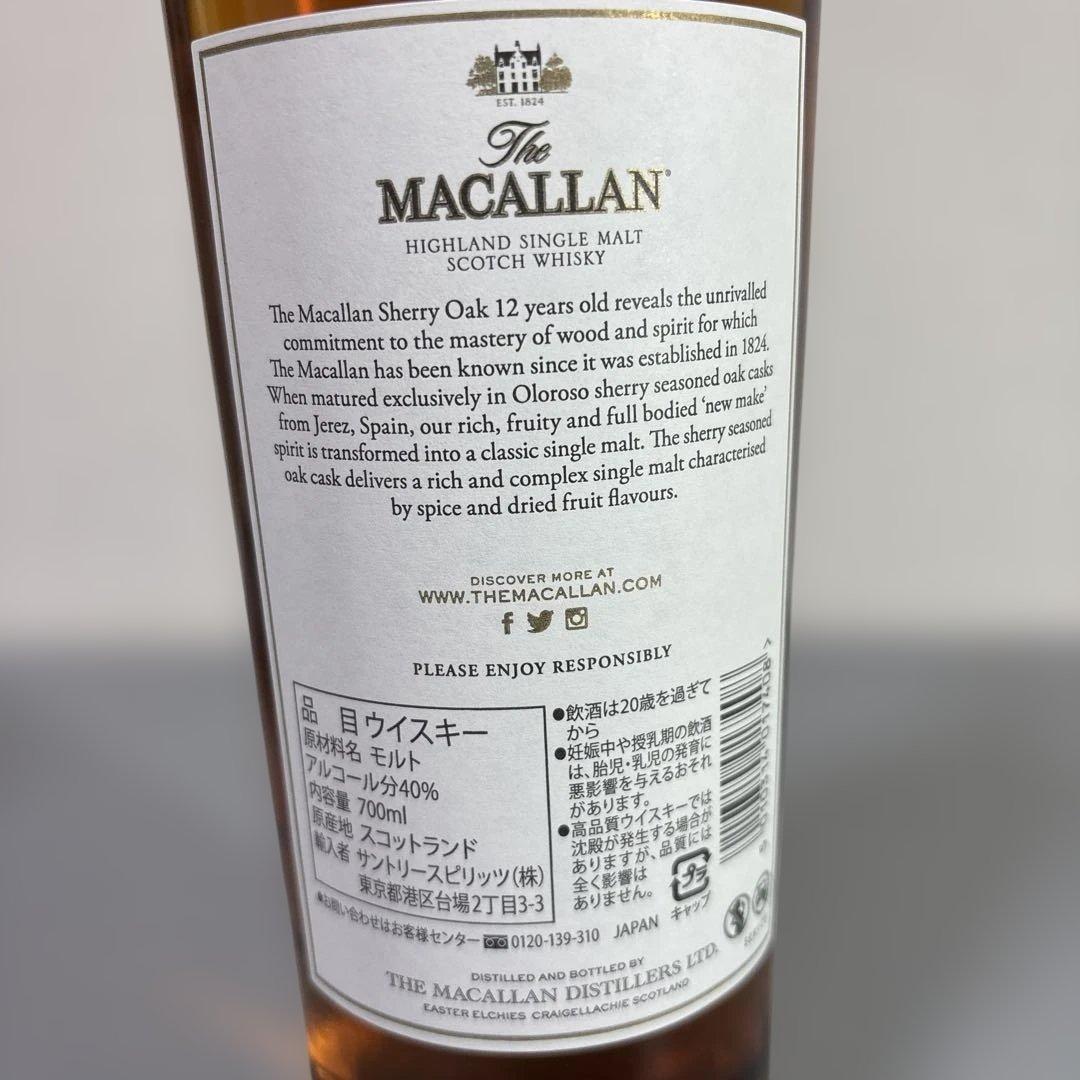 EST. 1824
The
MACALLAN
HIGHLAND SINGLE MALT
SCOTCH WHISKY
The Macallan Sherry Oak 12 years old reveals the unrivalled
commitment to the mastery of wood and spirit for which
The Macallan has been known since it was established in 1824.
When matured exclusively in Oloroso sherry seasoned oak casks
from Jerez, Spain, our rich, fruity and full bodied ‘new make’
spirit is transformed into a classic single malt. The sherry seasoned
oak cask delivers a rich and complex single malt characterised
by spice and dried fruit flavours.
DISCOVER MORE AT
WWW.THEMACALLAN.COM
PLEASE ENJOY RESPONSIBLY
品 目 ウイスキー
原材料名 モルト
アルコール分40%
内容量 700ml
原産地 スコットランド
輸入者 サントリースピリッツ(株)
東京都港区台場2丁目3-3
●お問い合わせはお客様センター 0120-139-310 JAPAN
●飲酒は20歳を過ぎて
から
●妊娠中や授乳期の飲酒
は、胎児・乳児の発育に
悪影響を与えるおそれ
があります。
●高品質ウイスキーでは
沈殿が発生する場合が
ありますが、品質には
全く影響は
ありません。
プラ
キャップ
DISTILLED AND BOTTLED BY
THE MACALLAN DISTILLERS LTD.
EASTER ELCHIES CRAIGELLACHIE SCOTLAND